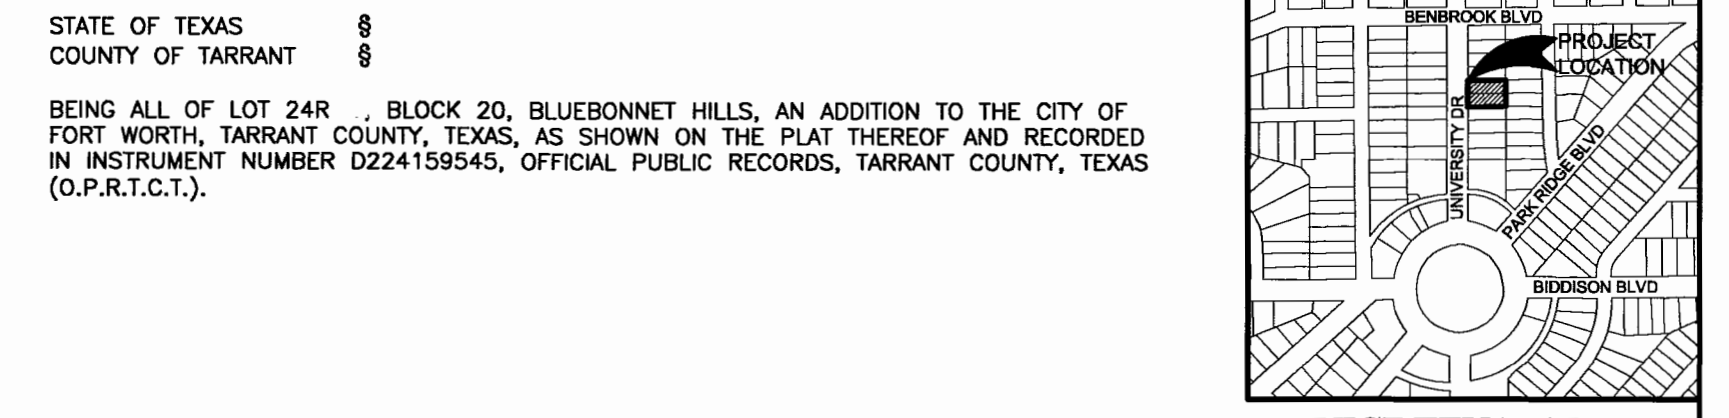 STATE OF TEXAS §
COUNTY OF TARRANT §
BEING ALL OF LOT 24R ., BLOCK 20, BLUEBONNET HILLS, AN ADDITION TO THE CITY OF
FORT WORTH, TARRANT COUNTY, TEXAS, AS SHOWN ON THE PLAT THEREOF AND RECORDED
IN INSTRUMENT NUMBER D224159545, OFFICIAL PUBLIC RECORDS, TARRANT COUNTY, TEXAS
(O.P.R.T.C.T.).
BENBROOK BLVD
PROJECT
LOCATION
UNIVERSITY DR
PARK RIDGE BLVD
BIDDISON BLVD